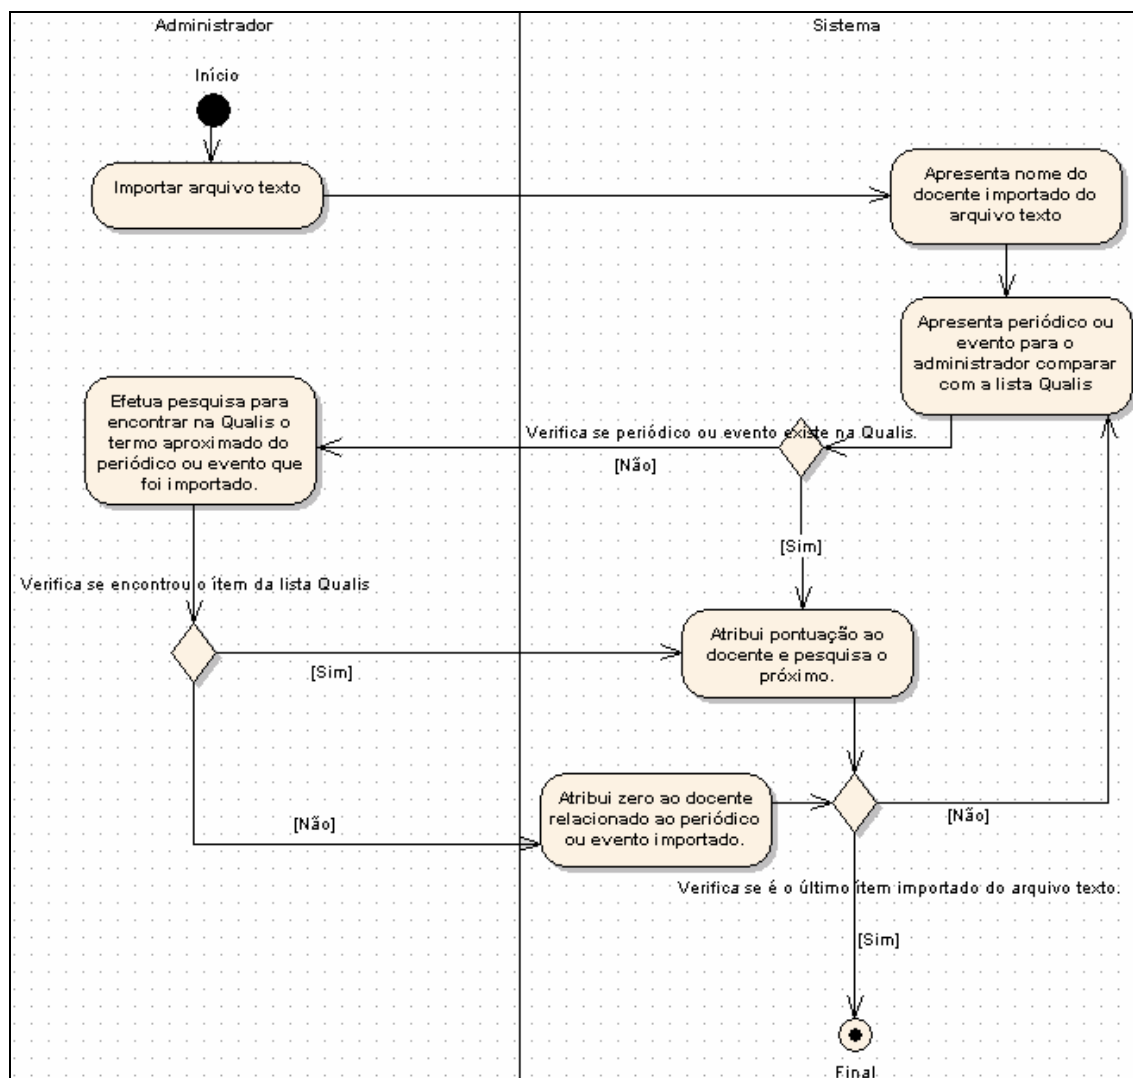 Administrador
Sistema
Início
Importar arquivo texto
Apresenta nome do
docente importado do
arquivo texto
Apresenta periódico ou
evento para o
administrador comparar
com a lista Qualis
Efetua pesquisa para
encontrar na Qualis o
termo aproximado do
periódico ou evento que
foi importado.
Verifica se periódico ou evento existe na Qualis.
[Não]
[Sim]
Verifica se encontrou o ítem da lista Qualis
[Sim]
Atribui pontuação ao
docente e pesquisa o
próximo.
[Não]
Atribui zero ao docente
relacionado ao periódico
ou evento importado.
[Não]
Verifica se é o último ítem importado do arquivo texto.
[Sim]
Final